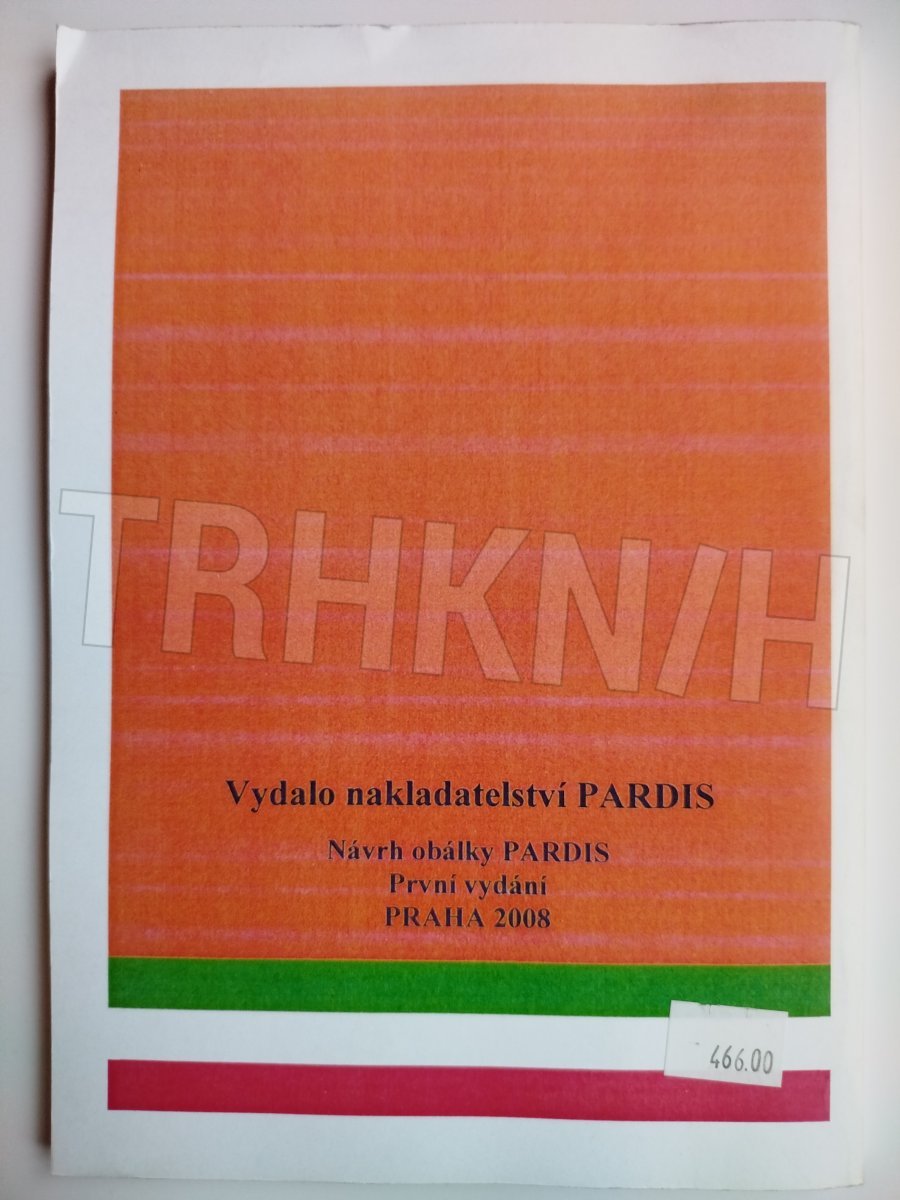 TRHKNIH
Vydalo nakladatelství PARDIS
Návrh obálky PARDIS
První vydání
PRAHA 2008
466.00